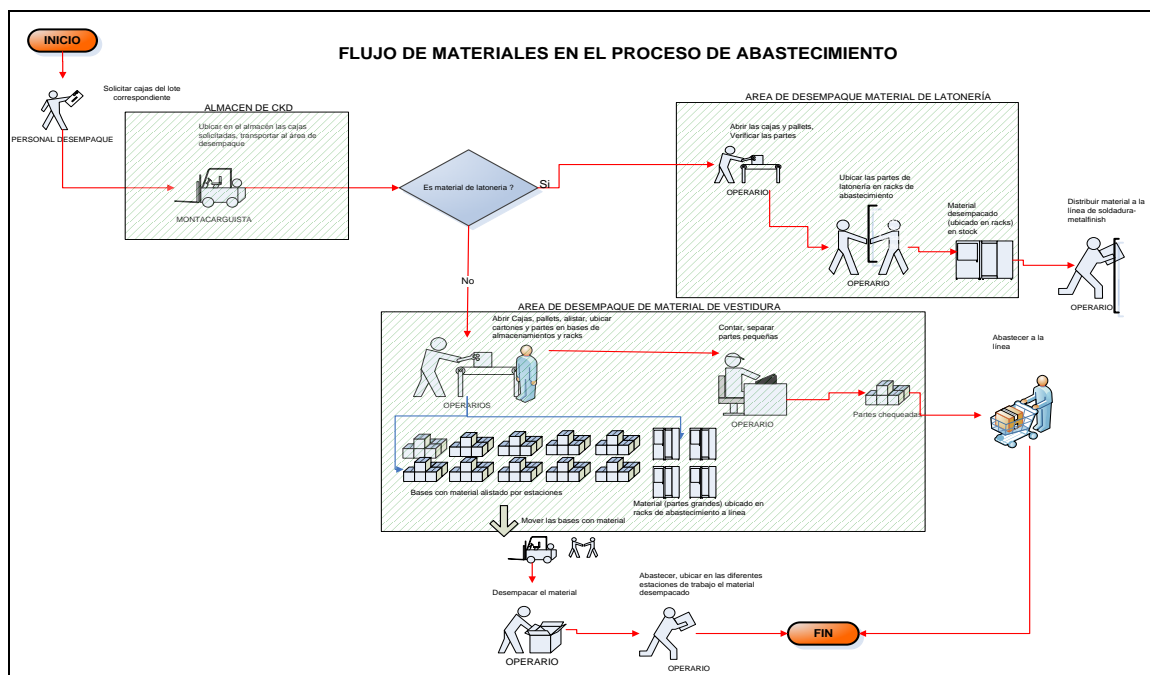 INICIO
FLUJO DE MATERIALES EN EL PROCESO DE ABASTECIMIENTO
Solicitar cajas del lote
correspondiente
PERSONAL DESEMPAQUE
ALMACEN DE CKD
Ubicar en el almacén las cajas
solicitadas, transportar al área de
desempaque
MONTACARGUISTA
Es material de latoneria ?
Si
No
AREA DE DESEMPAQUE MATERIAL DE LATONERÍA
Abrir las cajas y pallets,
Verificar las partes
OPERARIO
Ubicar las partes de
latonería en racks de
abastecimiento
OPERARIO
Material
desempacado
(ubicado en racks)
en stock
Distribuir material a la
línea de soldadura-
metalfinish
OPERARIO
AREA DE DESEMPAQUE DE MATERIAL DE VESTIDURA
Abrir Cajas, pallets, alistar, ubicar
cartones y partes en bases de
almacenamientos y racks
OPERARIOS
Contar, separar
partes pequeñas
OPERARIO
Partes chequeadas
Abastecer a la
línea
Bases con material alistado por estaciones
Material (partes grandes) ubicado en
racks de abastecimiento a línea
Mover las bases con material
Desempacar el material
OPERARIO
Abastecer, ubicar en las diferentes
estaciones de trabajo el material
desempacado
OPERARIO
FIN